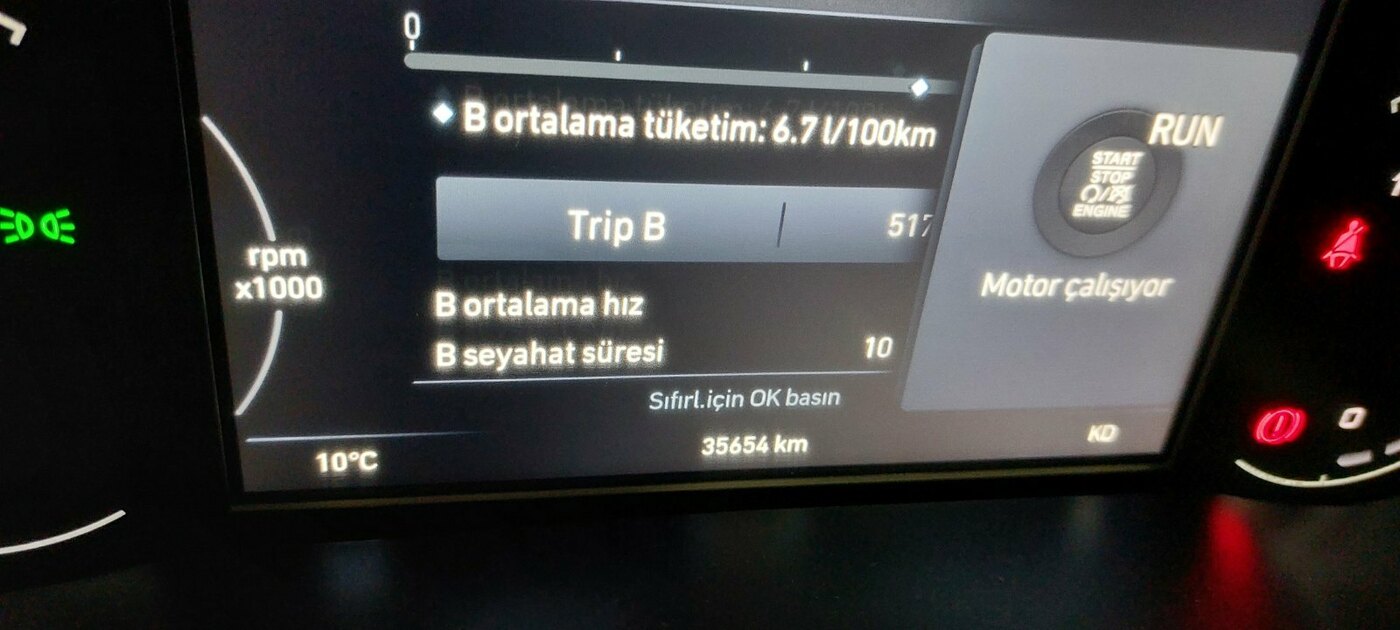 0
B ortalama tüketim: 6.7 l/100km
Trip B 517
B ortalama hız
B seyahat süresi 10
Sıfırl.için OK basın
35654 km
10°C
rpm
x1000
RUN
START
STOP
ENGINE
Motor çalışıyor
KD
0